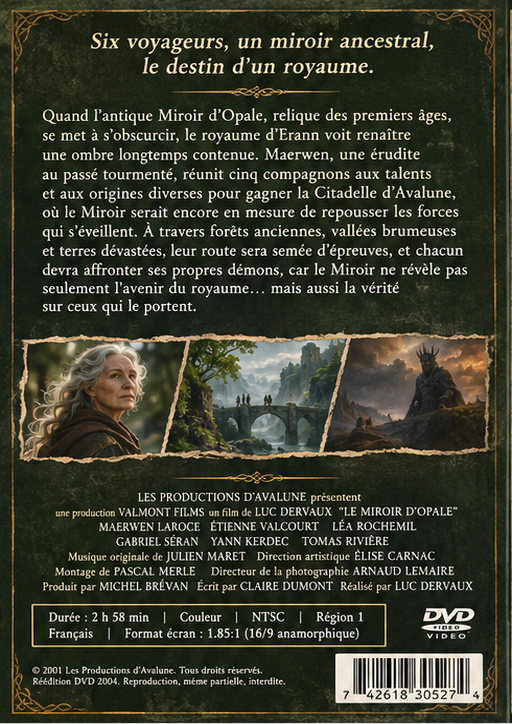 Six voyageurs, un miroir ancestral,
le destin d'un royaume.
Quand l'antique Miroir d'Opale, relique des premiers âges,
se met à s'obscurcir, le royaume d'Erann voit renaître
une ombre longtemps contenue. Maerwen, une érudite
au passé tourmenté, réunit cinq compagnons aux talents
et aux origines diverses pour gagner la Citadelle d'Avalune,
où le Miroir serait encore en mesure de repousser les forces
qui s'éveillent. À travers forêts anciennes, vallées brumeuses
et terres dévastées, leur route sera semée d'épreuves, et chacun
devra affronter ses propres démons, car le Miroir ne révèle pas
seulement l'avenir du royaume... mais aussi la vérité
sur ceux qui le portent.
LES PRODUCTIONS D'AVALUNE présentent
une production VALMONT FILMS un film de LUC DERVAUX "LE MIROIR D'OPALE"
MAERWEN LAROCE ÉTIENNE VALCOURT LÉA ROCHEMIL
GABRIEL SÉRAN YANN KERDEC TOMAS RIVIÈRE
Musique originale de JULIEN MARET Direction artistique ÉLISE CARNAC
Montage de PASCAL MERLE Directeur de la photographie ARNAUD LEMAIRE
Produit par MICHEL BRÉVAN Écrit par CLAIRE DUMONT Réalisé par LUC DERVAUX
Durée : 2 h 58 min | Couleur | NTSC | Région 1
Français | Format écran : 1.85:1 (16/9 anamorphique)
DVD
VIDEO
VIDEO
© 2001 Les Productions d'Avalune. Tous droits réservés.
Réédition DVD 2004. Reproduction, même partielle, interdite.
7 42618 30527 4